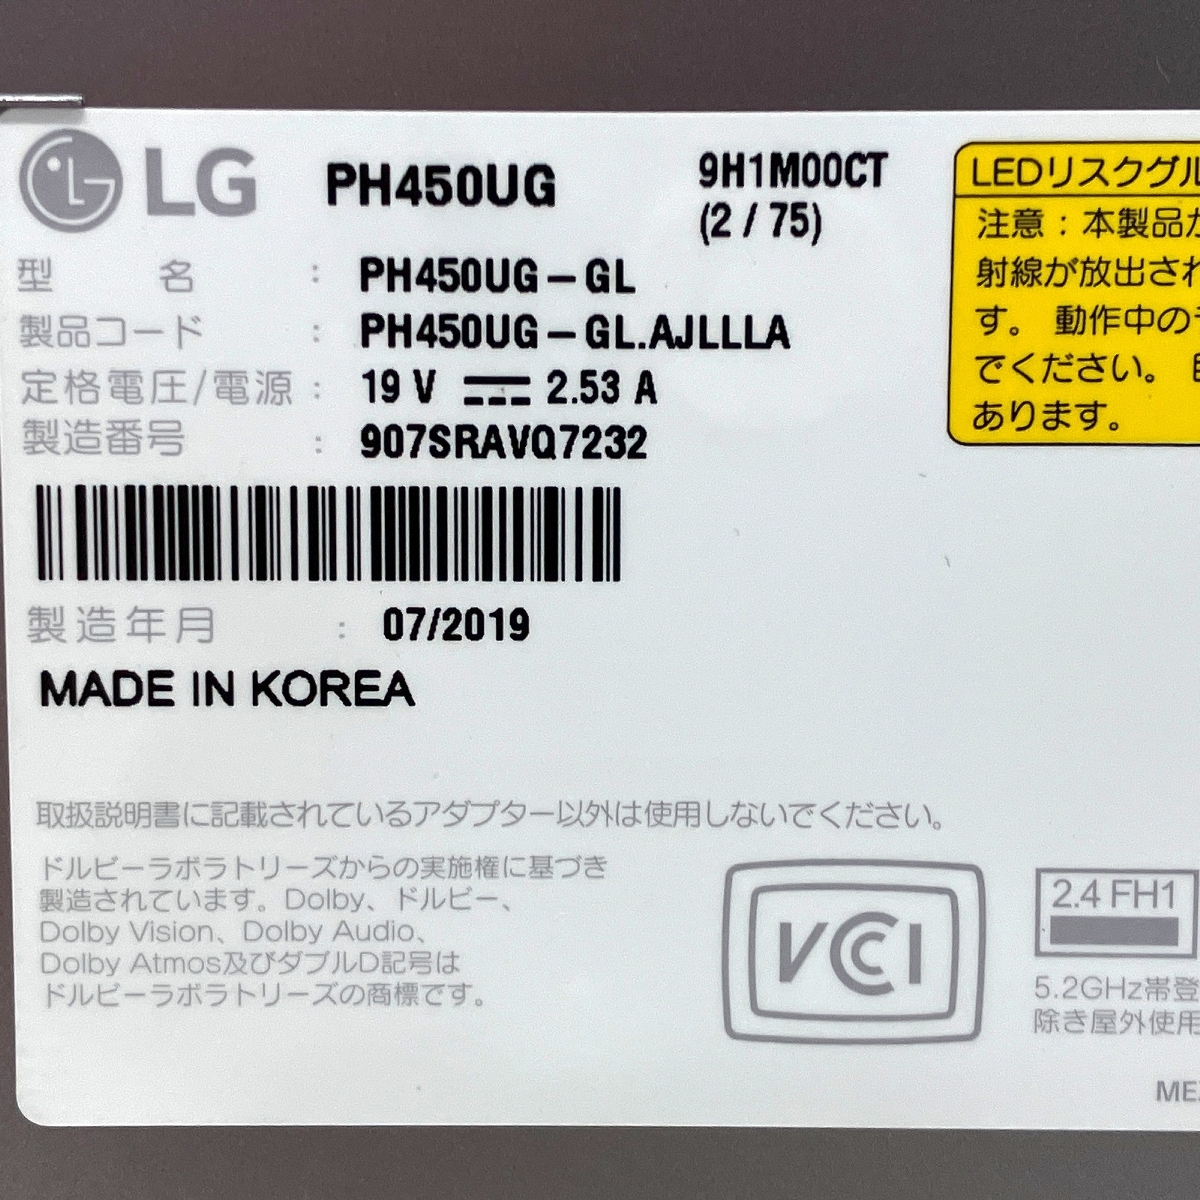 LG PH450UG 9H1M00CT
(2 / 75)
型名 : PH450UG-GL
製品コード : PH450UG-GL.AJLLLA
定格電圧/電源 : 19 V ⎓ 2.53 A
製造番号 : 907SRAVQ7232
製造年月 : 07/2019
MADE IN KOREA
LEDリスクグル
注意：本製品か
射線が放出され
す。 動作中の
でください。
あります。
取扱説明書に記載されているアダプター以外は使用しないでください。
ドルビーラボラトリーズからの実施権に基づき
製造されています。Dolby、ドルビー、
Dolby Vision、Dolby Audio、
Dolby Atmos及びダブルD記号は
ドルビーラボラトリーズの商標です。
VCCI
2.4 FH1
5.2GHz帯登
除き屋外使用
ME